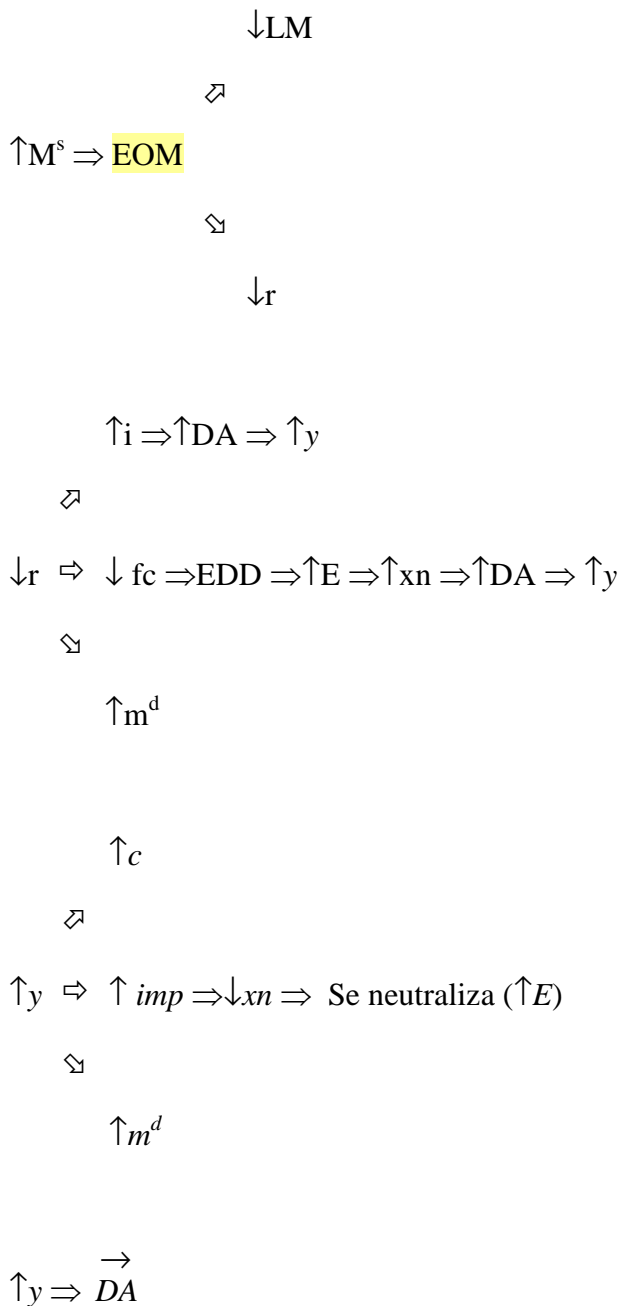 ↓LM
⬀
↑Mˢ ⇒ EOM
⬂
↓r
↑i ⇒↑DA ⇒ ↑y
⬀
↓r ⇨ ↓ fc ⇒EDD ⇒↑E ⇒↑xn ⇒↑DA ⇒ ↑y
⬂
↑mᵈ
↑c
⬀
↑y ⇨ ↑ imp ⇒↓xn ⇒ Se neutraliza (↑E)
⬂
↑mᵈ
→
↑y ⇒ DA